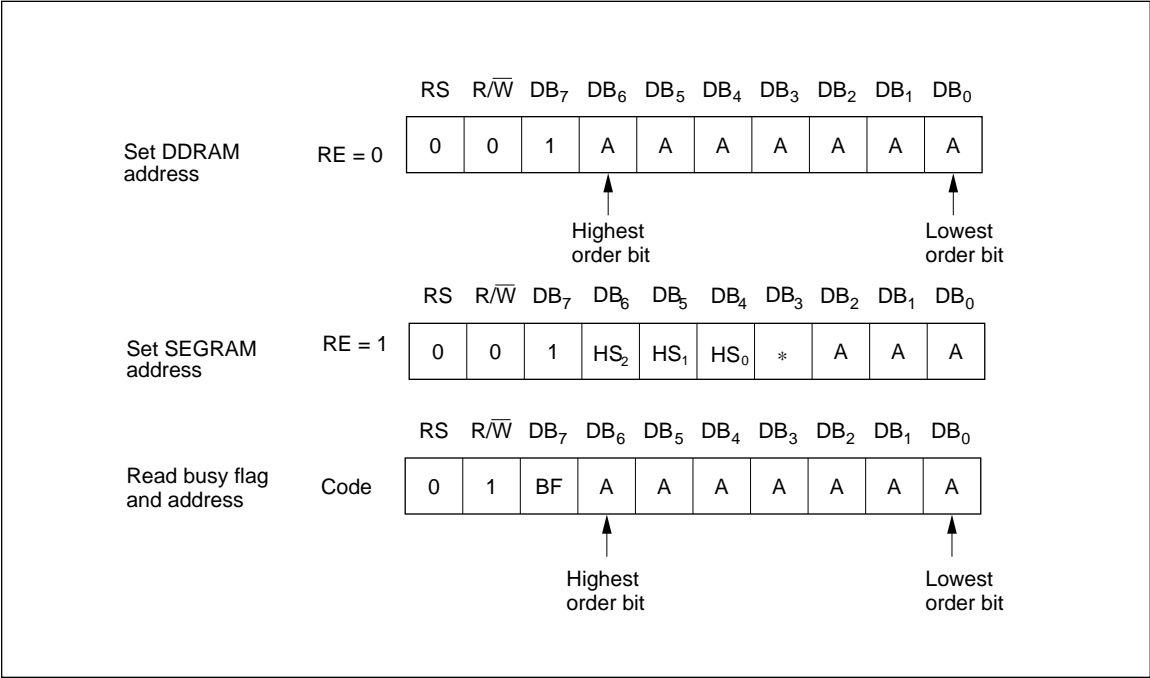 RS R/W̅ DB₇ DB₆ DB₅ DB₄ DB₃ DB₂ DB₁ DB₀
Set DDRAM
address
RE = 0
0 0 1 A A A A A A A
Highest
order bit
Lowest
order bit
RS R/W̅ DB₇ DB₆ DB₅ DB₄ DB₃ DB₂ DB₁ DB₀
Set SEGRAM
address
RE = 1
0 0 1 HS₂ HS₁ HS₀ * A A A
RS R/W̅ DB₇ DB₆ DB₅ DB₄ DB₃ DB₂ DB₁ DB₀
Read busy flag
and address
Code
0 1 BF A A A A A A A
Highest
order bit
Lowest
order bit